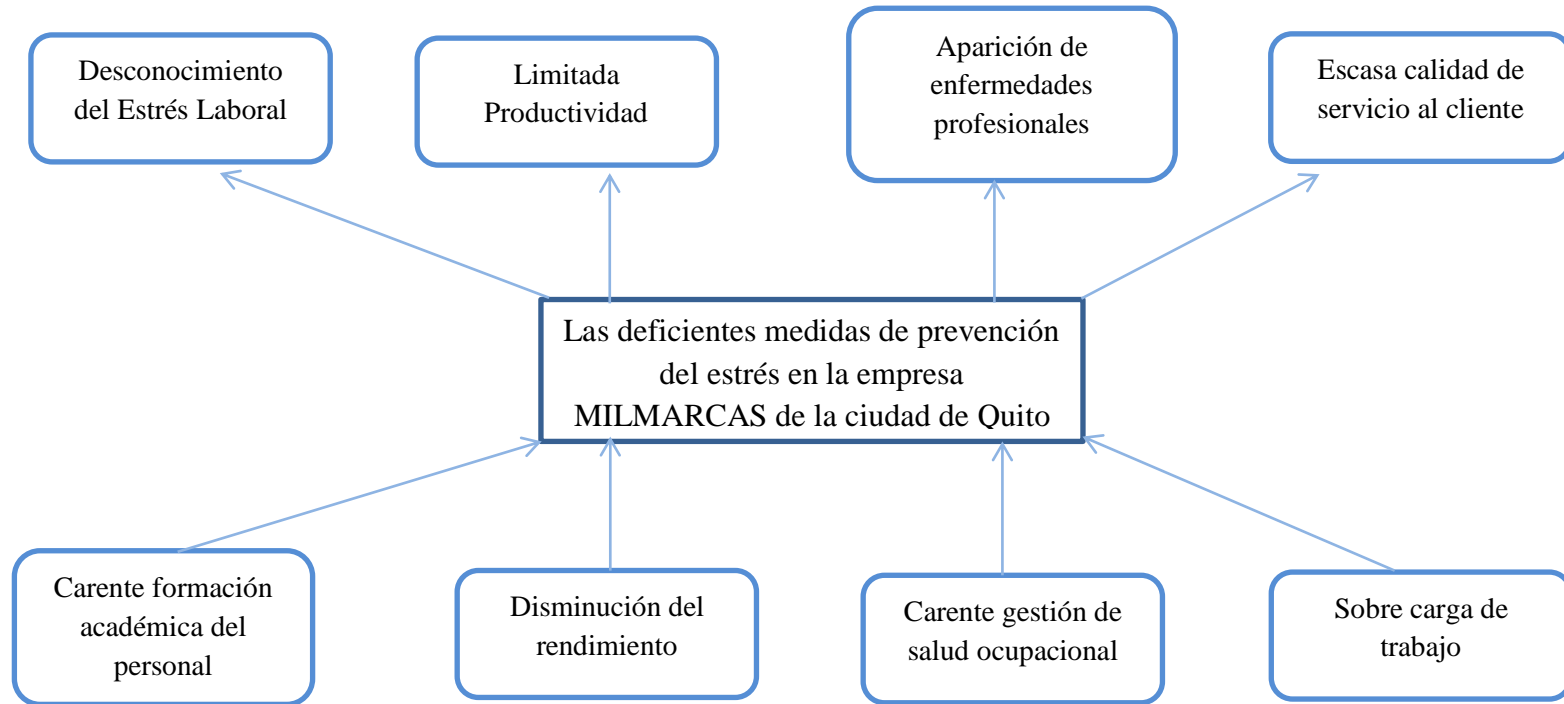 Desconocimiento
del Estrés Laboral
Limitada
Productividad
Aparición de
enfermedades
profesionales
Escasa calidad de
servicio al cliente
Las deficientes medidas de prevención
del estrés en la empresa
MILMARCAS de la ciudad de Quito
Carente formación
académica del
personal
Disminución del
rendimiento
Carente gestión de
salud ocupacional
Sobre carga de
trabajo